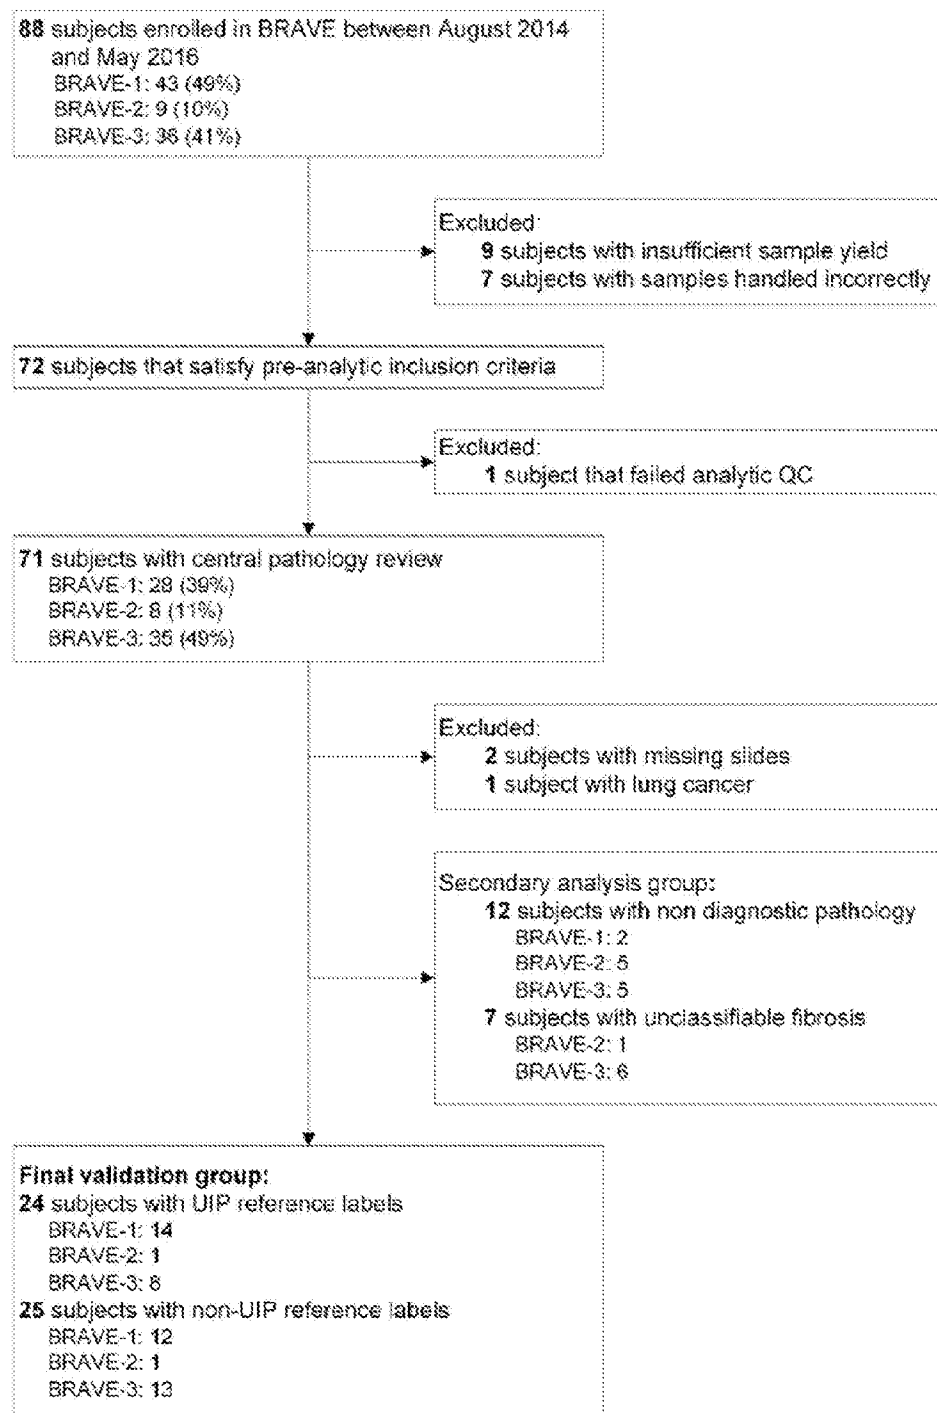 88 subjects enrolled in BRAVE between August 2014
and May 2016
BRAVE-1: 43 (49%)
BRAVE-2: 9 (10%)
BRAVE-3: 36 (41%)
Excluded:
9 subjects with insufficient sample yield
7 subjects with samples handled incorrectly
72 subjects that satisfy pre-analytic inclusion criteria
Excluded:
1 subject that failed analytic QC
71 subjects with central pathology review
BRAVE-1: 28 (39%)
BRAVE-2: 8 (11%)
BRAVE-3: 35 (49%)
Excluded:
2 subjects with missing slides
1 subject with lung cancer
Secondary analysis group:
12 subjects with non diagnostic pathology
BRAVE-1: 2
BRAVE-2: 5
BRAVE-3: 5
7 subjects with unclassifiable fibrosis
BRAVE-2: 1
BRAVE-3: 6
Final validation group:
24 subjects with UIP reference labels
BRAVE-1: 14
BRAVE-2: 1
BRAVE-3:
25 subjects with non-UIP reference labels
BRAVE-1: 12
BRAVE-2: 1
BRAVE-3: 13